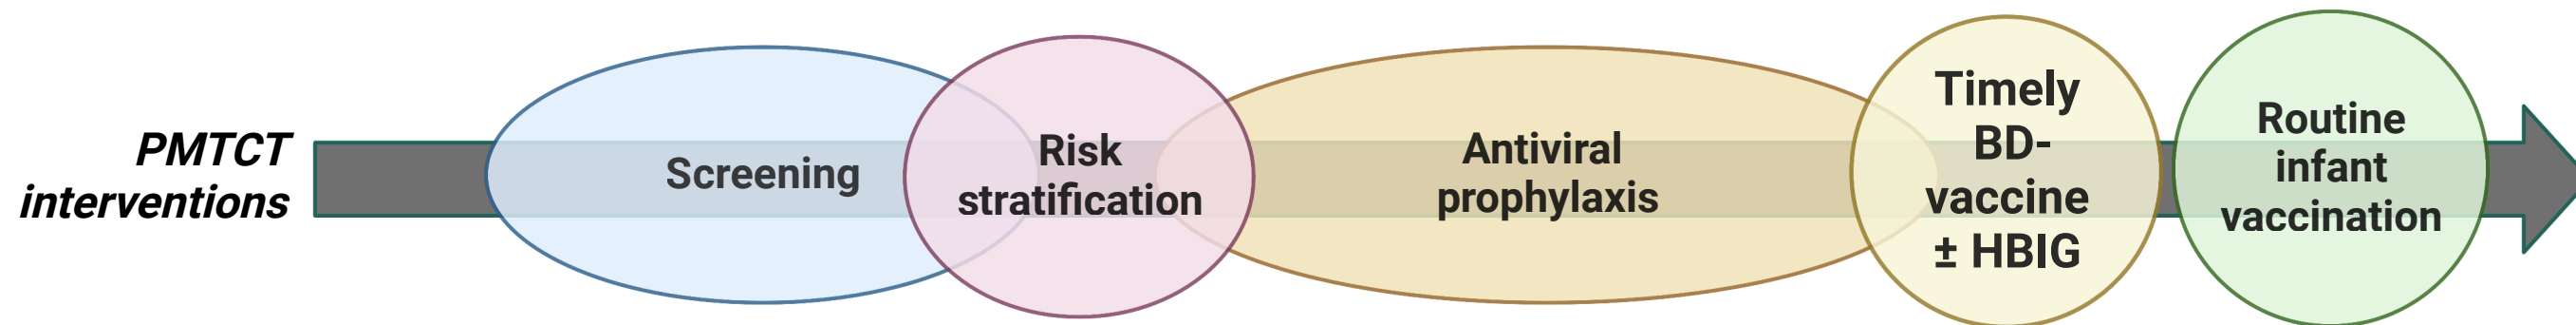 PMTCT
interventions
Screening
Risk
stratification
Antiviral
prophylaxis
Timely
BD-
vaccine
± HBIG
Routine
infant
vaccination